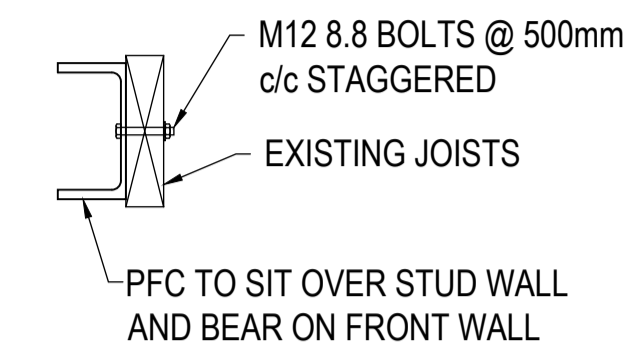 M12 8.8 BOLTS @ 500mm
c/c STAGGERED
EXISTING JOISTS
PFC TO SIT OVER STUD WALL
AND BEAR ON FRONT WALL